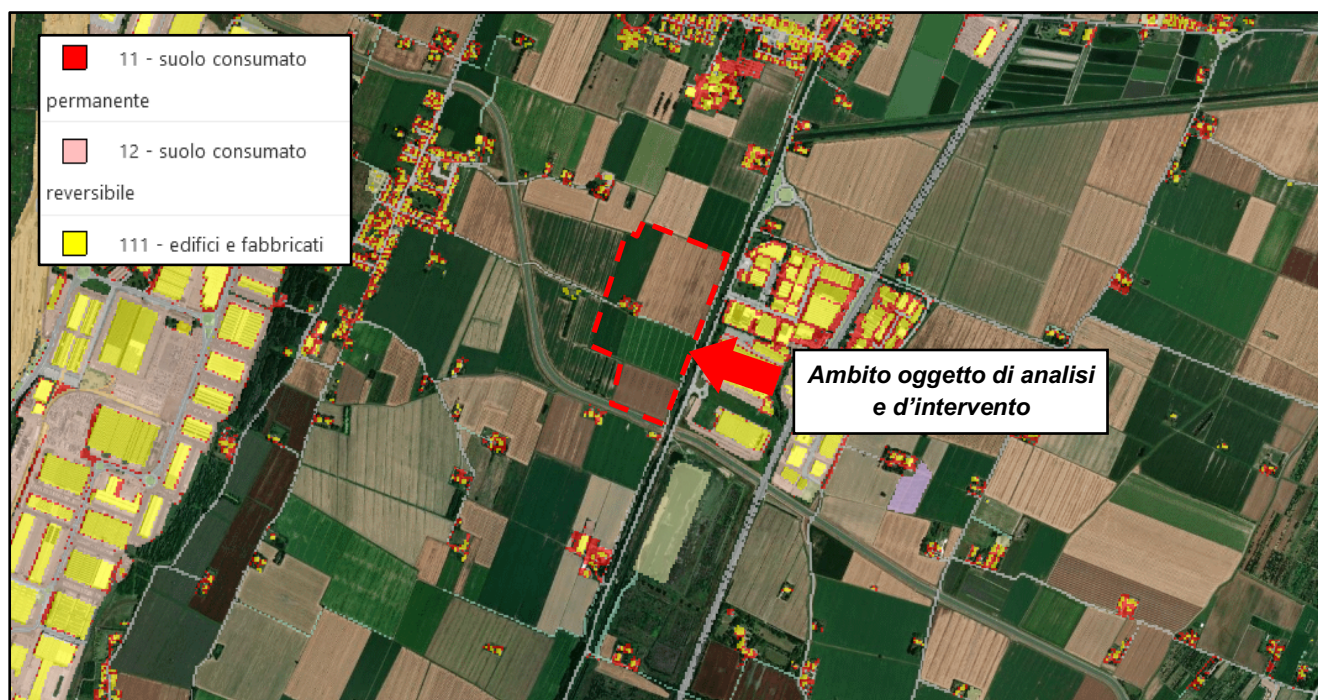 11 - suolo consumato
permanente
12 - suolo consumato
reversibile
111 - edifici e fabbricati
Ambito oggetto di analisi
e d'intervento